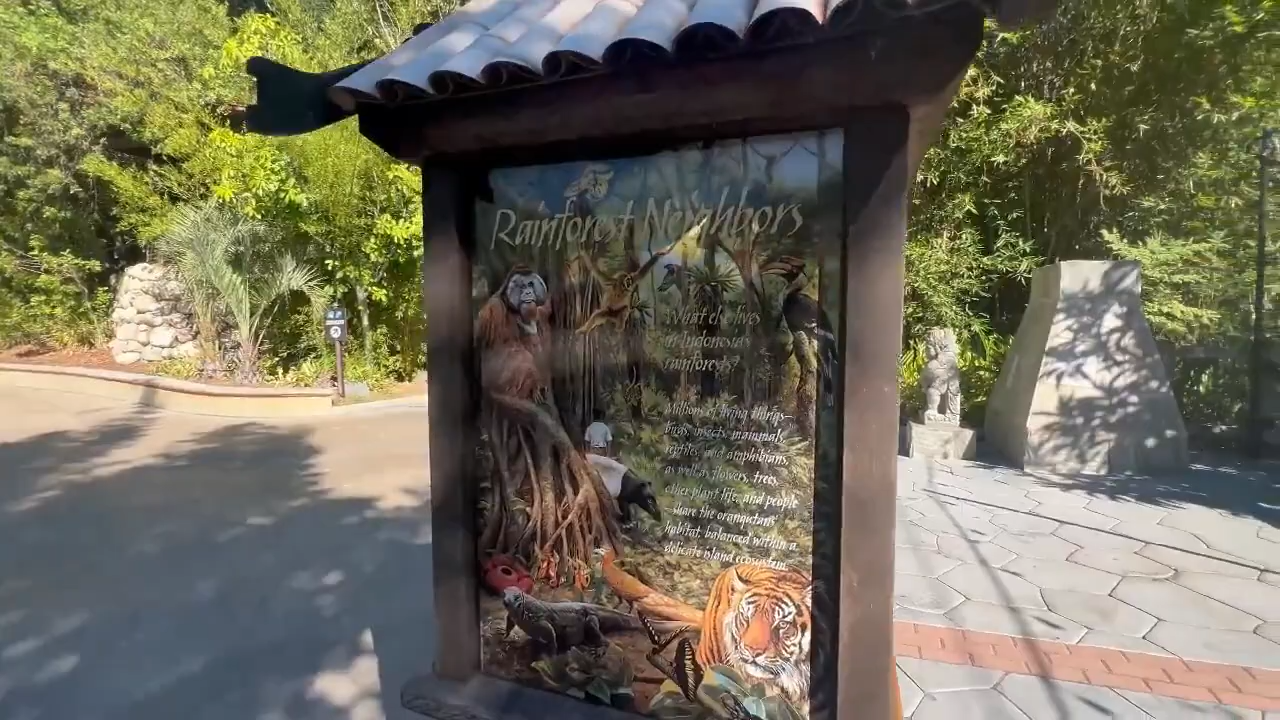 Rainforest Neighbors
What else lives
in Indonesia's
rainforests?
Millions of living things—
birds, insects, mammals,
reptiles, and amphibians,
as well as flowers, trees,
other plant life, and people
—share the orangutans'
habitat, balanced within a
delicate island ecosystem.